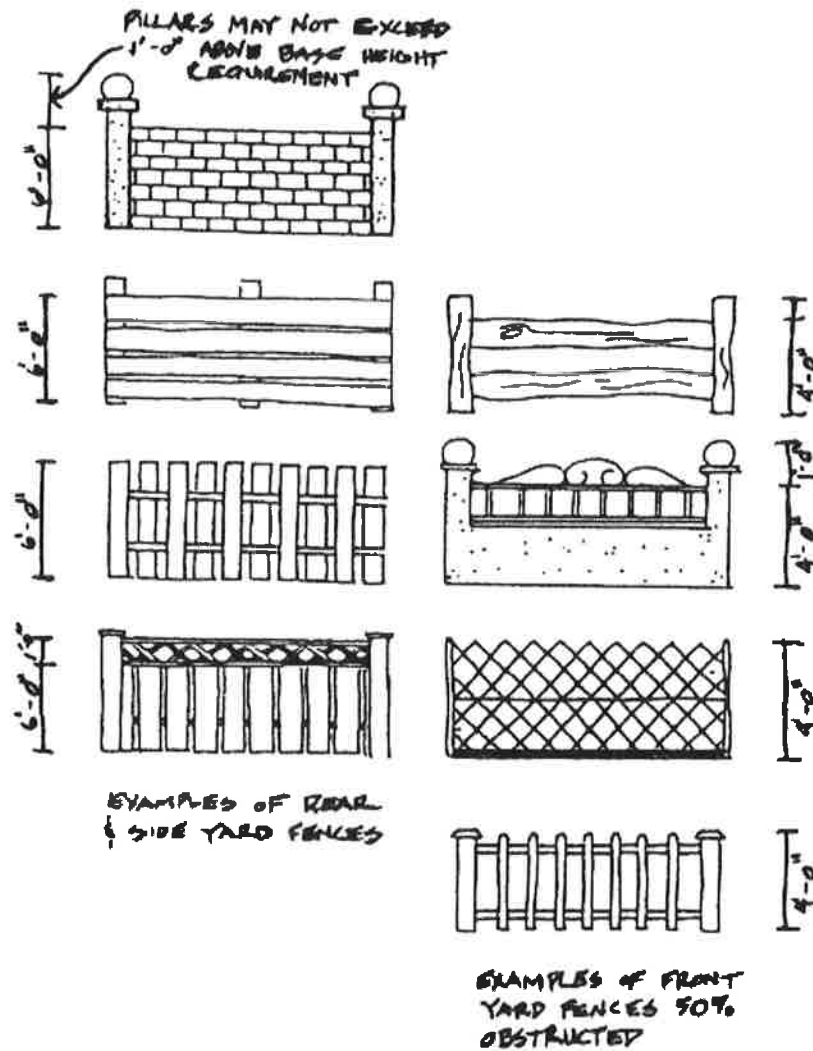 PILLARS MAY NOT EXCEED
1'-0" ABOVE BASE HEIGHT
REQUIREMENT
6'-0"
6'-0"
4'-0"
6'-0"
1'-0"
4'-0"
1'-0"
6'-0"
4'-0"
EXAMPLES OF REAR
& SIDE YARD FENCES
4'-0"
EXAMPLES OF FRONT
YARD FENCES 50%
OBSTRUCTED